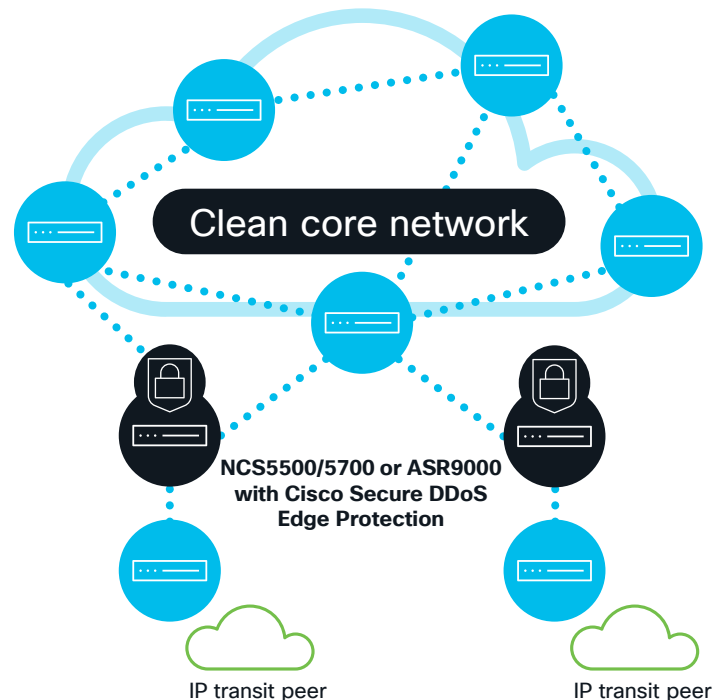 Clean core network
NCS5500/5700 or ASR9000
with Cisco Secure DDoS
Edge Protection
IP transit peer
IP transit peer